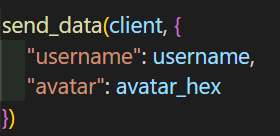 send_data(client, {
    "username": username,
    "avatar": avatar_hex
})